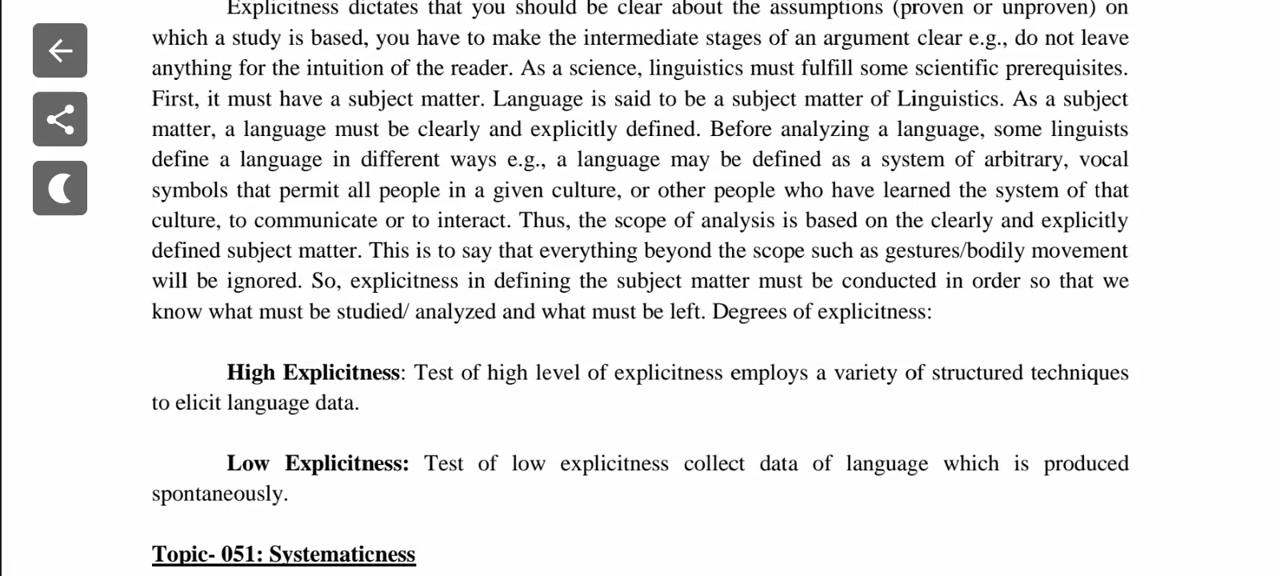 Explicitness dictates that you should be clear about the assumptions (proven or unproven) on
which a study is based, you have to make the intermediate stages of an argument clear e.g., do not leave
anything for the intuition of the reader. As a science, linguistics must fulfill some scientific prerequisites.
First, it must have a subject matter. Language is said to be a subject matter of Linguistics. As a subject
matter, a language must be clearly and explicitly defined. Before analyzing a language, some linguists
define a language in different ways e.g., a language may be defined as a system of arbitrary, vocal
symbols that permit all people in a given culture, or other people who have learned the system of that
culture, to communicate or to interact. Thus, the scope of analysis is based on the clearly and explicitly
defined subject matter. This is to say that everything beyond the scope such as gestures/bodily movement
will be ignored. So, explicitness in defining the subject matter must be conducted in order so that we
know what must be studied/ analyzed and what must be left. Degrees of explicitness:
High Explicitness: Test of high level of explicitness employs a variety of structured techniques
to elicit language data.
Low Explicitness: Test of low explicitness collect data of language which is produced
spontaneously.
Topic- 051: Systematicness